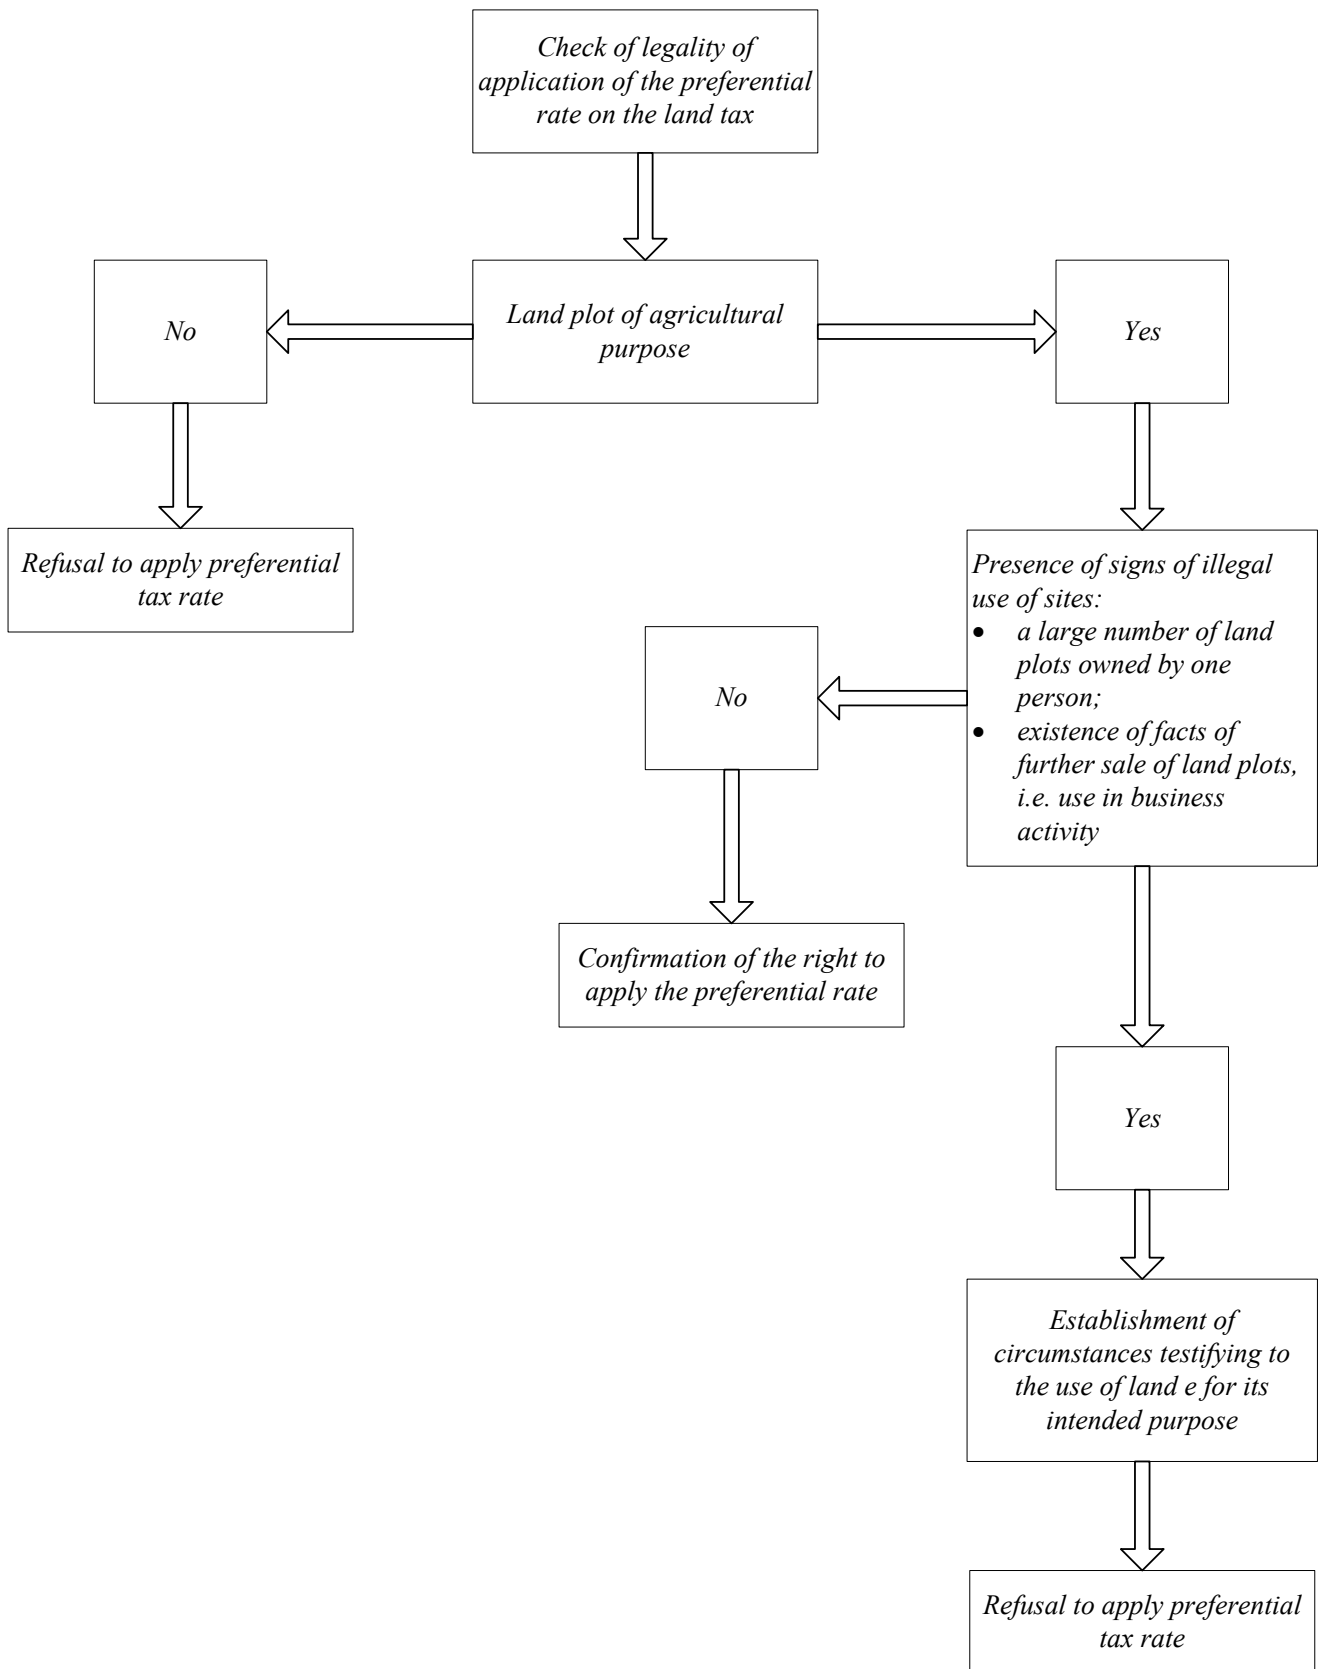 Check of legality of
application of the preferential
rate on the land tax
No
Land plot of agricultural
purpose
Yes
Refusal to apply preferential
tax rate
Presence of signs of illegal
use of sites:
• a large number of land
plots owned by one
person;
• existence of facts of
further sale of land plots,
i.e. use in business
activity
No
Confirmation of the right to
apply the preferential rate
Yes
Establishment of
circumstances testifying to
the use of land e for its
intended purpose
Refusal to apply preferential
tax rate